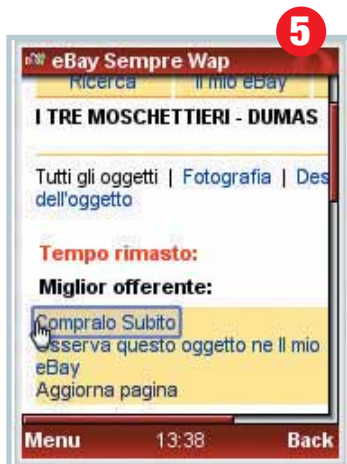 5
eBay Sempre Wap
Ricerca Il mio eBay
I TRE MOSCHETTIERI - DUMAS
Tutti gli oggetti | Fotografia | Des
dell'oggetto
Tempo rimasto:
Miglior offerente:
Compralo Subito
Osserva questo oggetto ne Il mio
eBay
Aggiorna pagina
Menu 13:38 Back